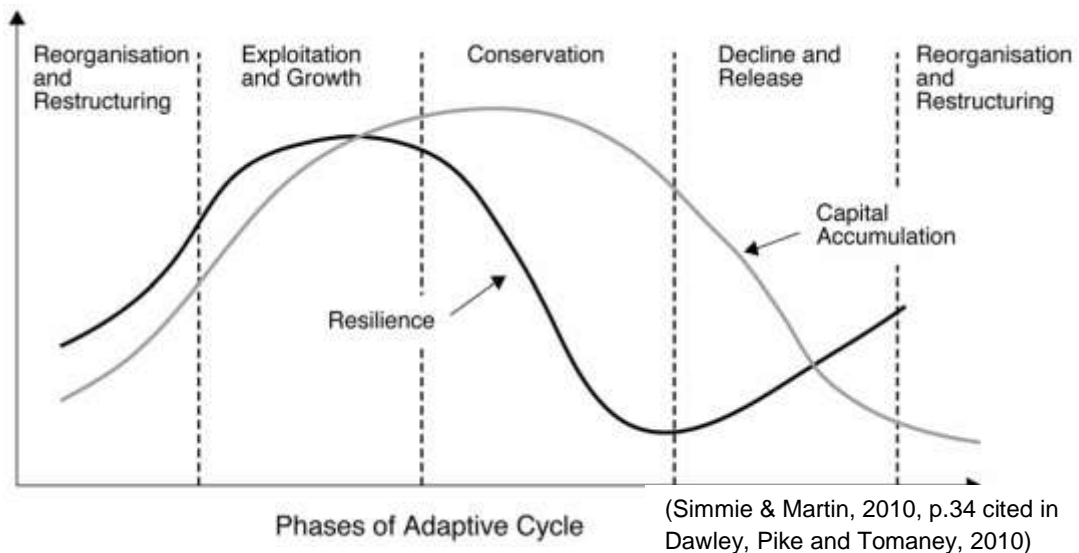 Reorganisation
and
Restructuring
Exploitation
and Growth
Conservation
Decline and
Release
Reorganisation
and
Restructuring
Capital
Accumulation
Resilience
Phases of Adaptive Cycle
(Simmie & Martin, 2010, p.34 cited in
Dawley, Pike and Tomaney, 2010)